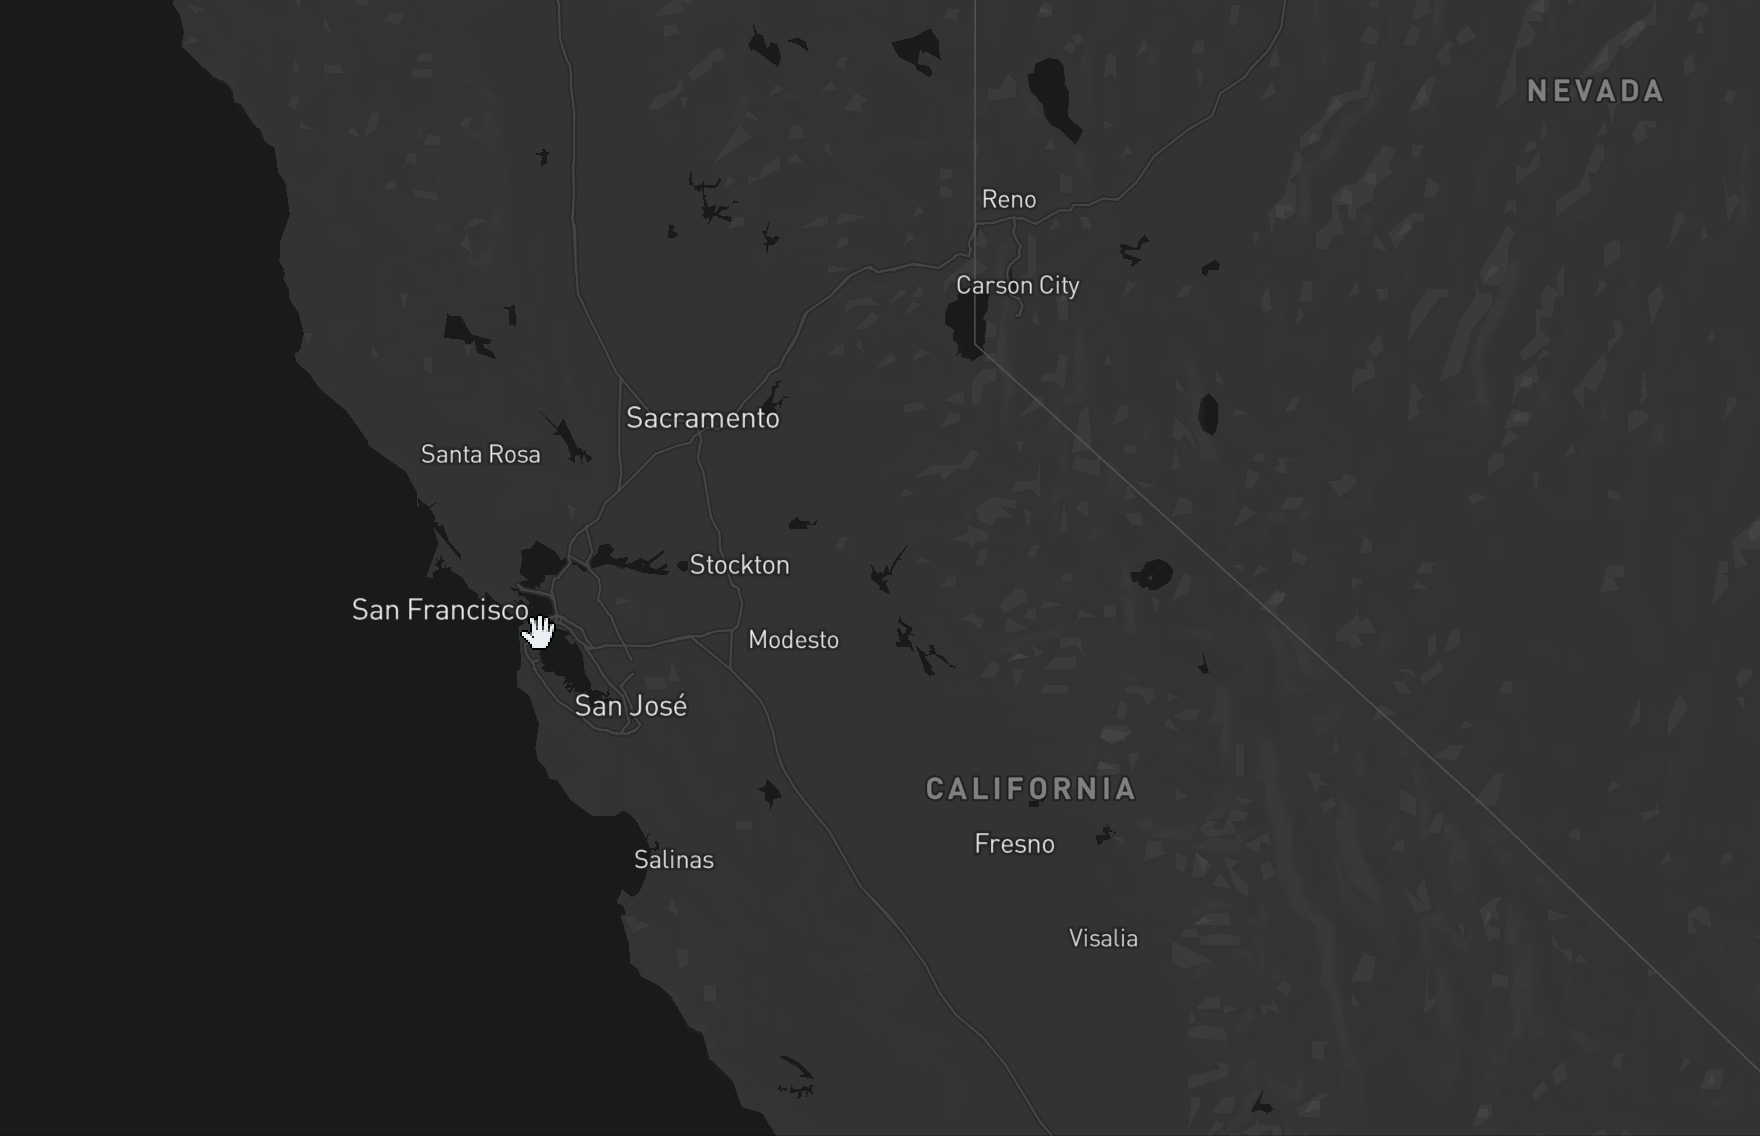 NEVADA
Reno
Carson City
Sacramento
Santa Rosa
Stockton
San Francisco
Modesto
San José
CALIFORNIA
Fresno
Salinas
Visalia